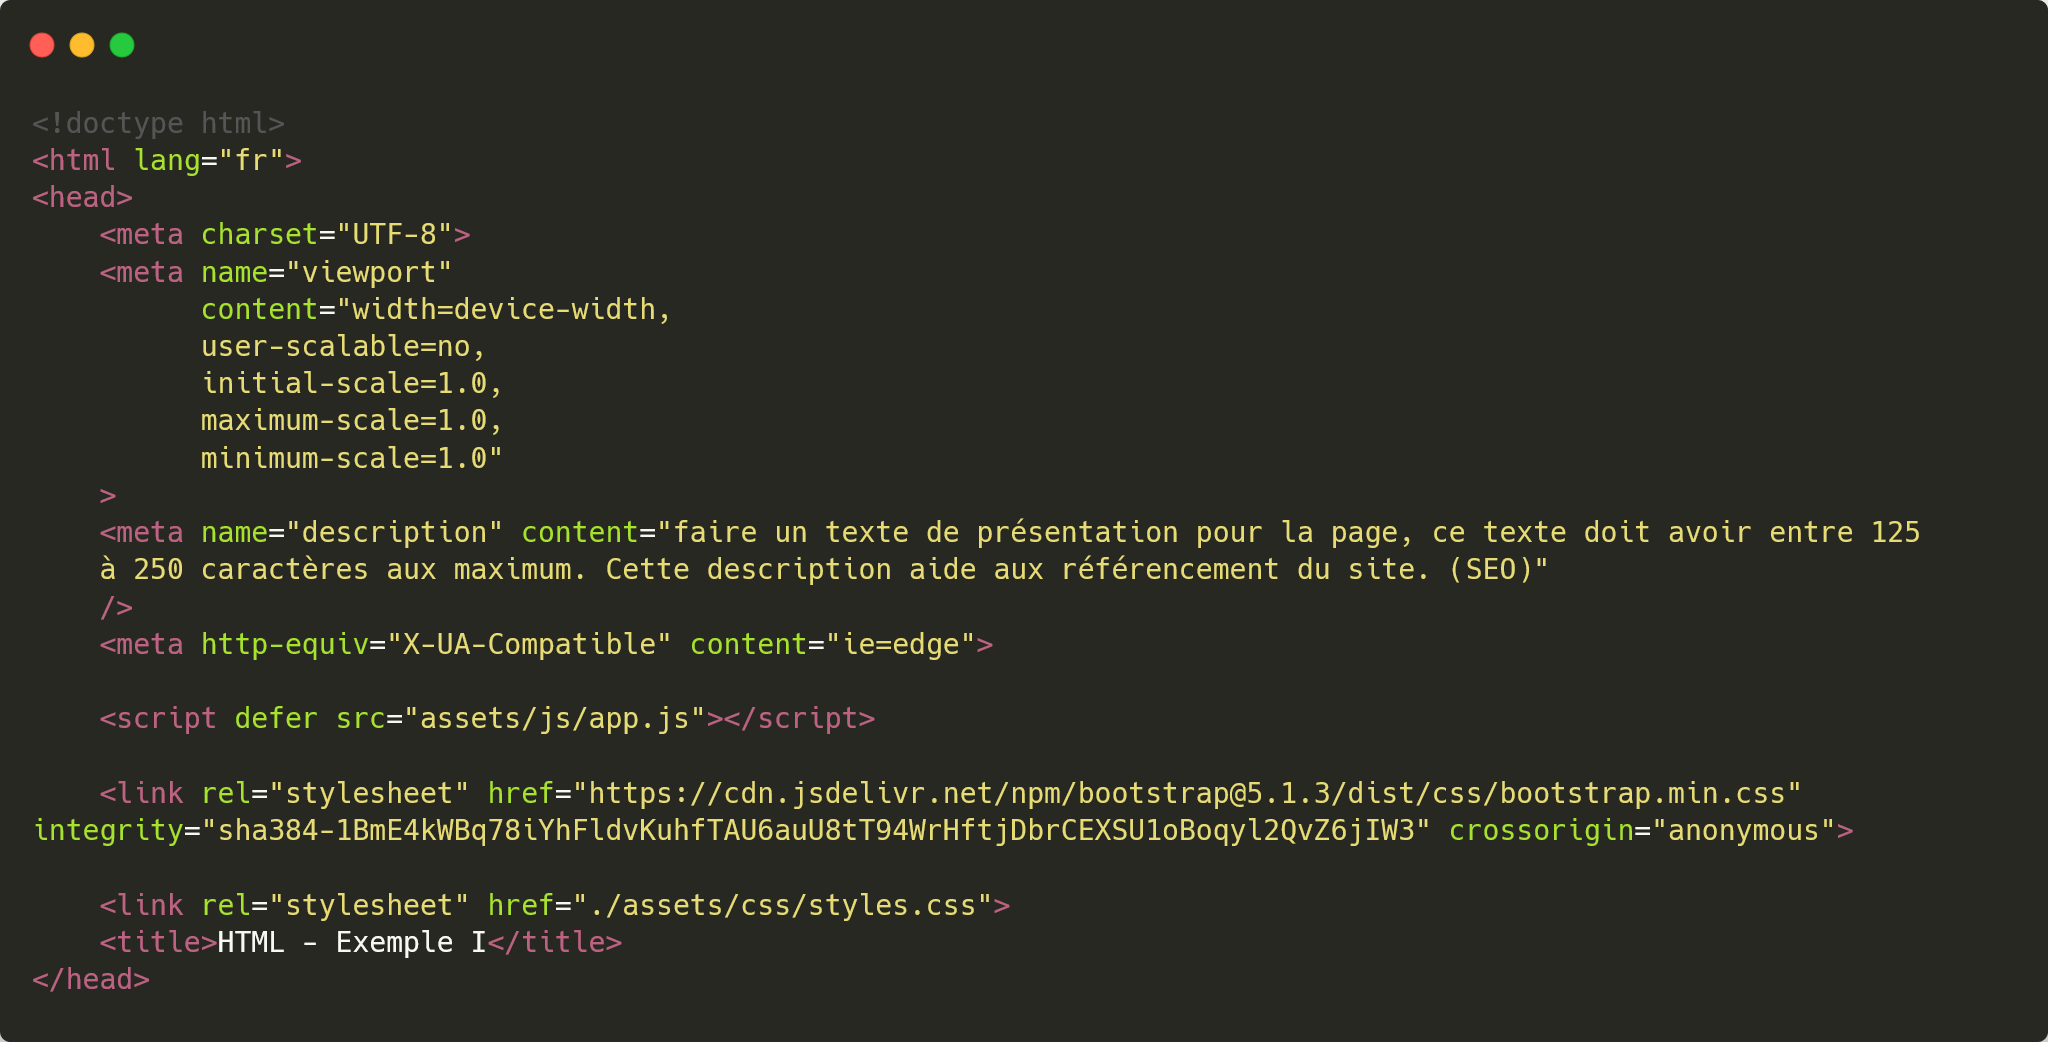 <!doctype html>
<html lang="fr">
<head>
    <meta charset="UTF-8">
    <meta name="viewport"
          content="width=device-width,
          user-scalable=no,
          initial-scale=1.0,
          maximum-scale=1.0,
          minimum-scale=1.0"
    >
    <meta name="description" content="faire un texte de présentation pour la page, ce texte doit avoir entre 125
    à 250 caractères aux maximum. Cette description aide aux référencement du site. (SEO)"
    />
    <meta http-equiv="X-UA-Compatible" content="ie=edge">

    <script defer src="assets/js/app.js"></script>

    <link rel="stylesheet" href="https://cdn.jsdelivr.net/npm/bootstrap@5.1.3/dist/css/bootstrap.min.css"
integrity="sha384-1BmE4kWBq78iYhFldvKuhfTAU6auU8tT94WrHftjDbrCEXSU1oBoqyl2QvZ6jIW3" crossorigin="anonymous">

    <link rel="stylesheet" href="./assets/css/styles.css">
    <title>HTML - Exemple I</title>
</head>